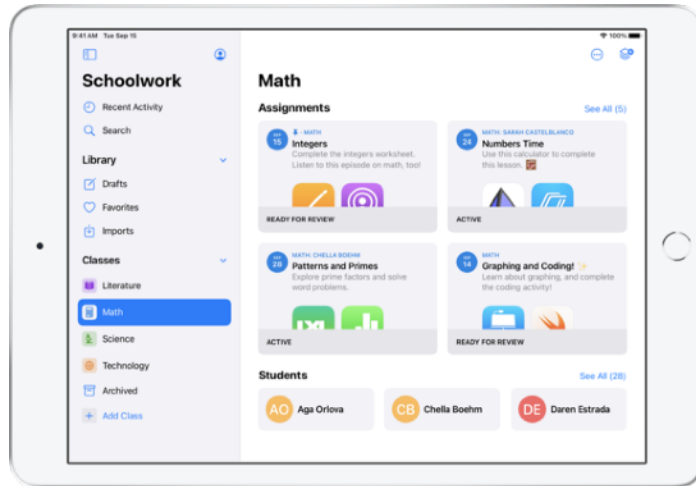 9:41 AM Tue Sep 15
100%
Schoolwork
Recent Activity
Search
Library
Drafts
Favorites
Imports
Classes
Literature
Math
Science
Technology
Archived
Add Class
Math
Assignments
See All (5)
SEP
15
MATH
Integers
Complete the integers worksheet.
Listen to this episode on math, too!
READY FOR REVIEW
SEP
24
MATH: SARAH CASTELBLANCO
Numbers Time
Use this calculator to complete
this lesson.
ACTIVE
SEP
28
MATH: CHELLA BOEHM
Patterns and Primes
Explore prime factors and solve
word problems.
ACTIVE
SEP
14
MATH
Graphing and Coding!
Learn about graphing, and complete
the coding activity!
READY FOR REVIEW
Students
See All (28)
AO
Aga Orlova
CB
Chella Boehm
DE
Daren Estrada